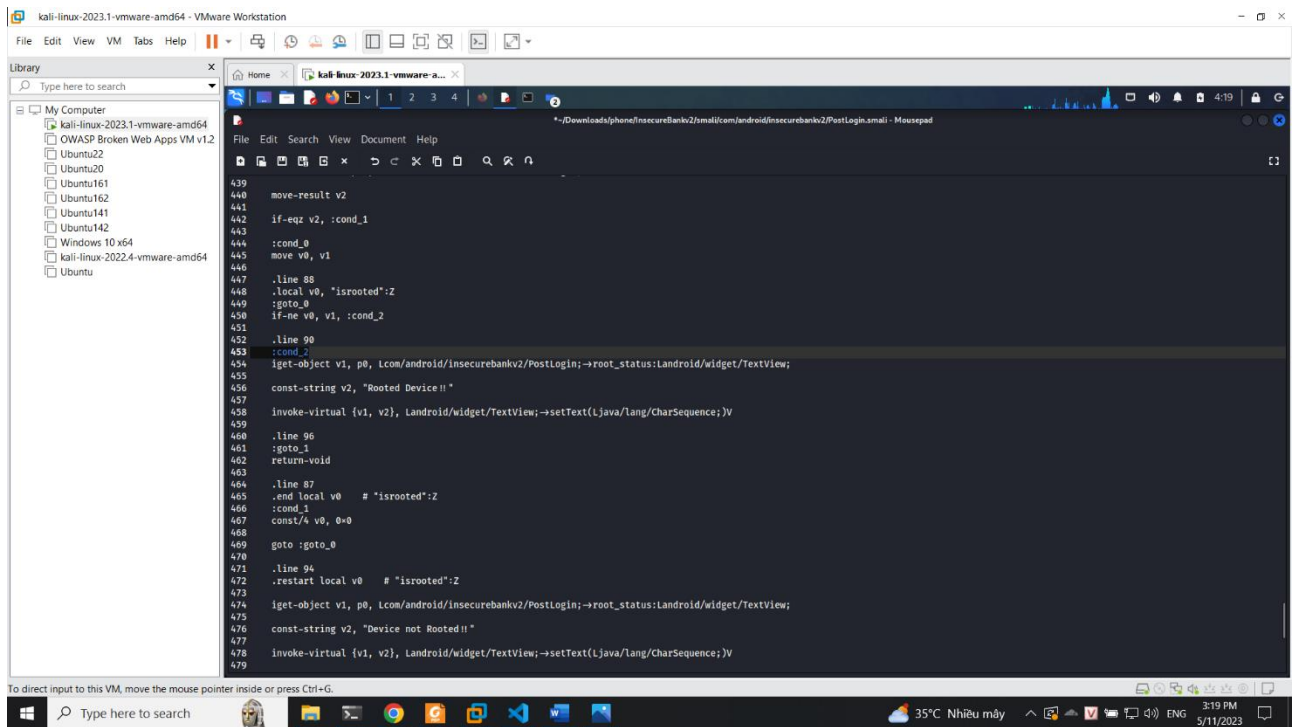 kali-linux-2023.1-vmware-amd64 - VMware Workstation
File Edit View VM Tabs Help
Library
Type here to search
My Computer
kali-linux-2023.1-vmware-amd64
OWASP Broken Web Apps VM v1.2
Ubuntu22
Ubuntu20
Ubuntu161
Ubuntu162
Ubuntu141
Ubuntu142
Windows 10 x64
kali-linux-2022.4-vmware-amd64
Ubuntu
Home
kali-linux-2023.1-vmware-a...
1 2 3 4
2
4:19
*~/Downloads/phone/InsecureBankv2/smali/com/android/insecurebankv2/PostLogin.smali - Mousepad
File Edit Search View Document Help
439
440 move-result v2
441
442 if-eqz v2, :cond_1
443
444 :cond_0
445 move v0, v1
446
447 .line 88
448 .local v0, "isrooted":Z
449 :goto_0
450 if-ne v0, v1, :cond_2
451
452 .line 90
453 :cond_2
454 iget-object v1, p0, Lcom/android/insecurebankv2/PostLogin;→root_status:Landroid/widget/TextView;
455
456 const-string v2, "Rooted Device!!"
457
458 invoke-virtual {v1, v2}, Landroid/widget/TextView;→setText(Ljava/lang/CharSequence;)V
459
460 .line 96
461 :goto_1
462 return-void
463
464 .line 87
465 .end local v0 # "isrooted":Z
466 :cond_1
467 const/4 v0, 0×0
468
469 goto :goto_0
470
471 .line 94
472 .restart local v0 # "isrooted":Z
473
474 iget-object v1, p0, Lcom/android/insecurebankv2/PostLogin;→root_status:Landroid/widget/TextView;
475
476 const-string v2, "Device not Rooted!!"
477
478 invoke-virtual {v1, v2}, Landroid/widget/TextView;→setText(Ljava/lang/CharSequence;)V
479
To direct input to this VM, move the mouse pointer inside or press Ctrl+G.
Type here to search
35°C Nhiều mây
ENG
3:19 PM
5/11/2023